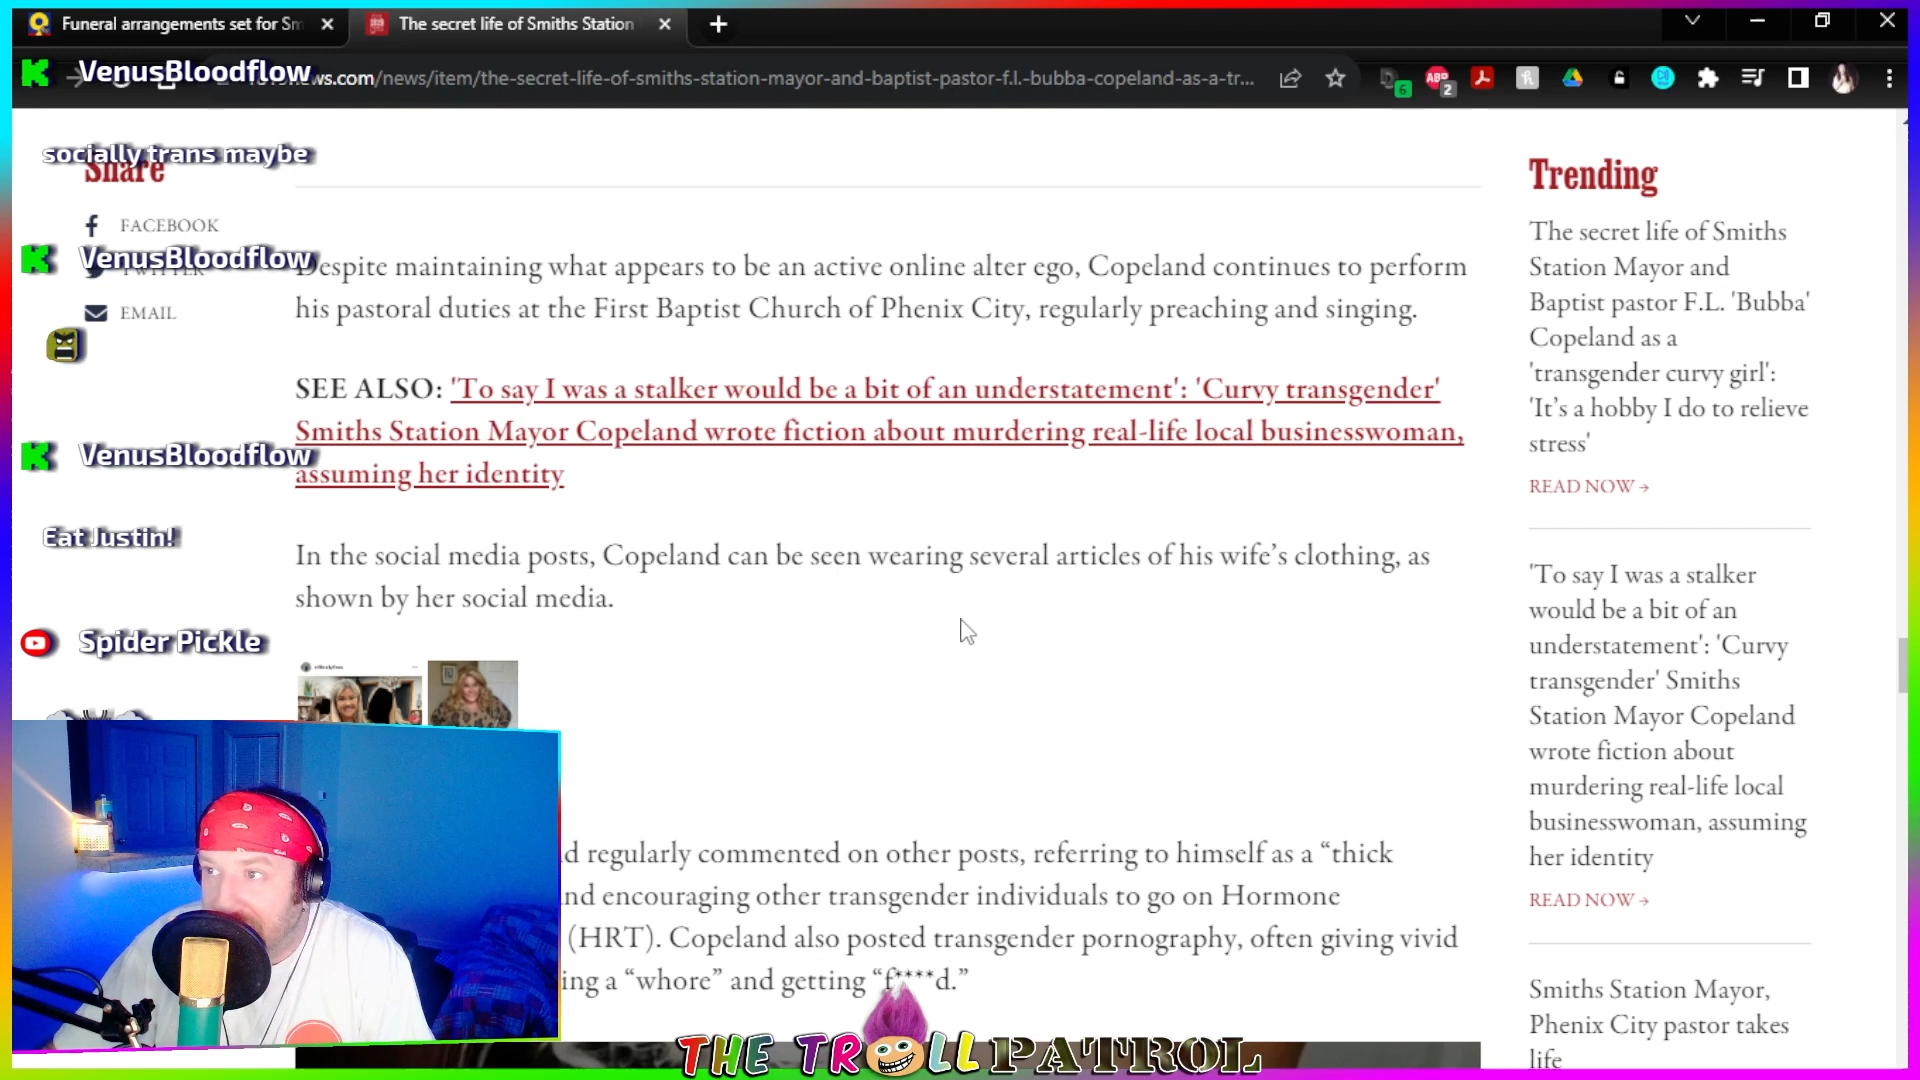 Funeral arrangements set for Sm
The secret life of Smiths Station
VenusBloodflow
ws.com/news/item/the-secret-life-of-smiths-station-mayor-and-baptist-pastor-f.l.-bubba-copeland-as-a-tr...
6
ABP
2
socially trans maybe
Share
FACEBOOK
VenusBloodflow
TWITTER
EMAIL
VenusBloodflow
Eat Justin!
Spider Pickle
Despite maintaining what appears to be an active online alter ego, Copeland continues to perform
his pastoral duties at the First Baptist Church of Phenix City, regularly preaching and singing.
SEE ALSO: 'To say I was a stalker would be a bit of an understatement': 'Curvy transgender'
Smiths Station Mayor Copeland wrote fiction about murdering real-life local businesswoman,
assuming her identity
In the social media posts, Copeland can be seen wearing several articles of his wife's clothing, as
shown by her social media.
d regularly commented on other posts, referring to himself as a “thick
nd encouraging other transgender individuals to go on Hormone
(HRT). Copeland also posted transgender pornography, often giving vivid
ing a “whore” and getting “f****d.”
Trending
The secret life of Smiths
Station Mayor and
Baptist pastor F.L. 'Bubba'
Copeland as a
'transgender curvy girl':
'It’s a hobby I do to relieve
stress'
READ NOW →
'To say I was a stalker
would be a bit of an
understatement': 'Curvy
transgender' Smiths
Station Mayor Copeland
wrote fiction about
murdering real-life local
businesswoman, assuming
her identity
READ NOW →
Smiths Station Mayor,
Phenix City pastor takes
life
THE TROLL PATROL